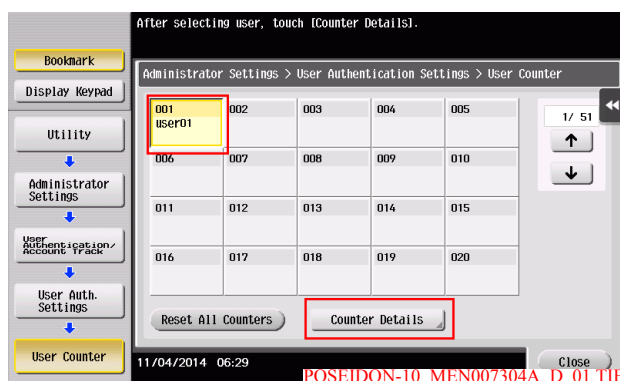 After selecting user, touch [Counter Details].
Bookmark
Display Keypad
Utility
Administrator
Settings
User
Authentication/
Account Track
User Auth.
Settings
User Counter
Administrator Settings > User Authentication Settings > User Counter
001 002 003 004 005
user01
1/ 51
006 007 008 009 010
011 012 013 014 015
016 017 018 019 020
Reset All Counters Counter Details
11/04/2014 06:29 Close
POSEIDON-10_MEN007304A_D_01.TIF